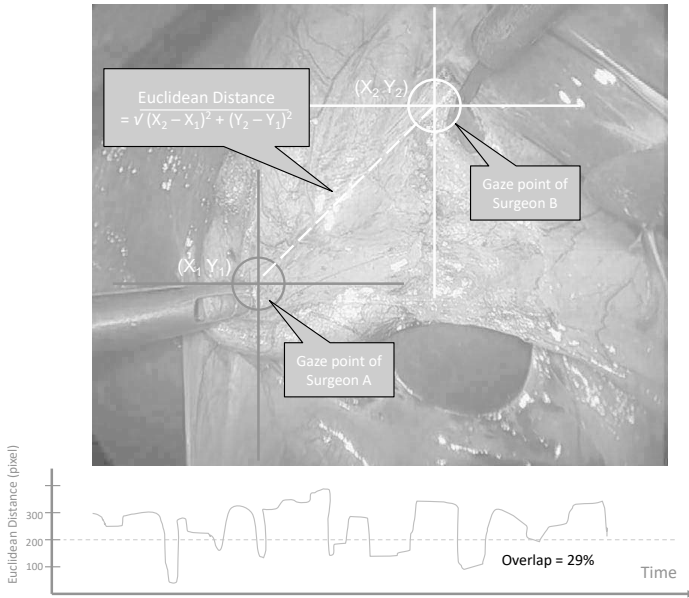 (X₂ Y₂)
Euclidean Distance
= √ (X₂ – X₁)² + (Y₂ – Y₁)²
Gaze point of
Surgeon B
(X₁ Y₁)
Gaze point of
Surgeon A
Euclidean Distance (pixel)
300
200
100
Overlap = 29%
Time